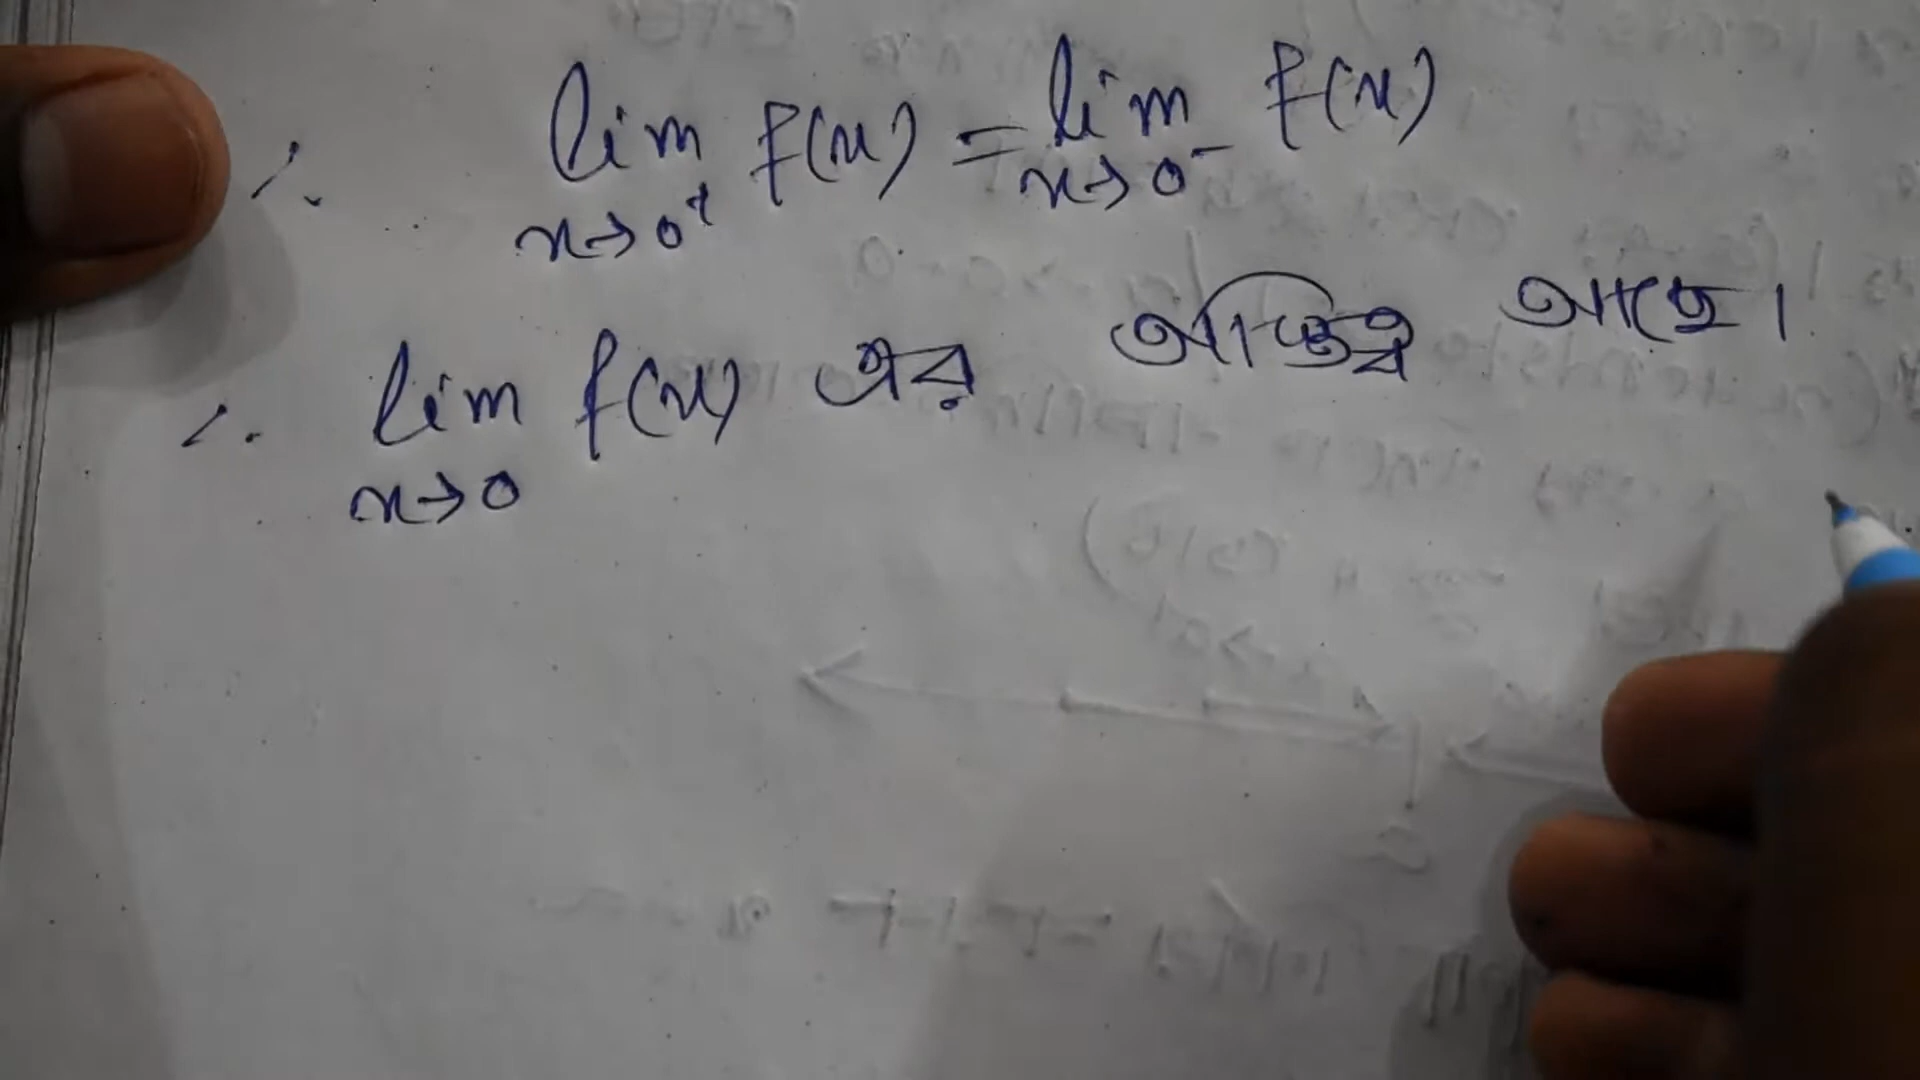 ∴ lim f(x) = lim f(x)
x→0⁺ x→0⁻
∴ lim f(x) এর অস্তিত্ব আছে।
x→0